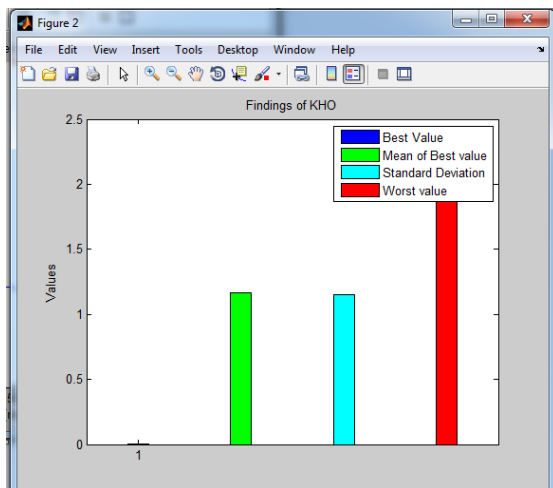 Figure 2
File Edit View Insert Tools Desktop Window Help
Findings of KHO
2.5
2
1.5
1
0.5
0
Values
1
Best Value
Mean of Best value
Standard Deviation
Worst value